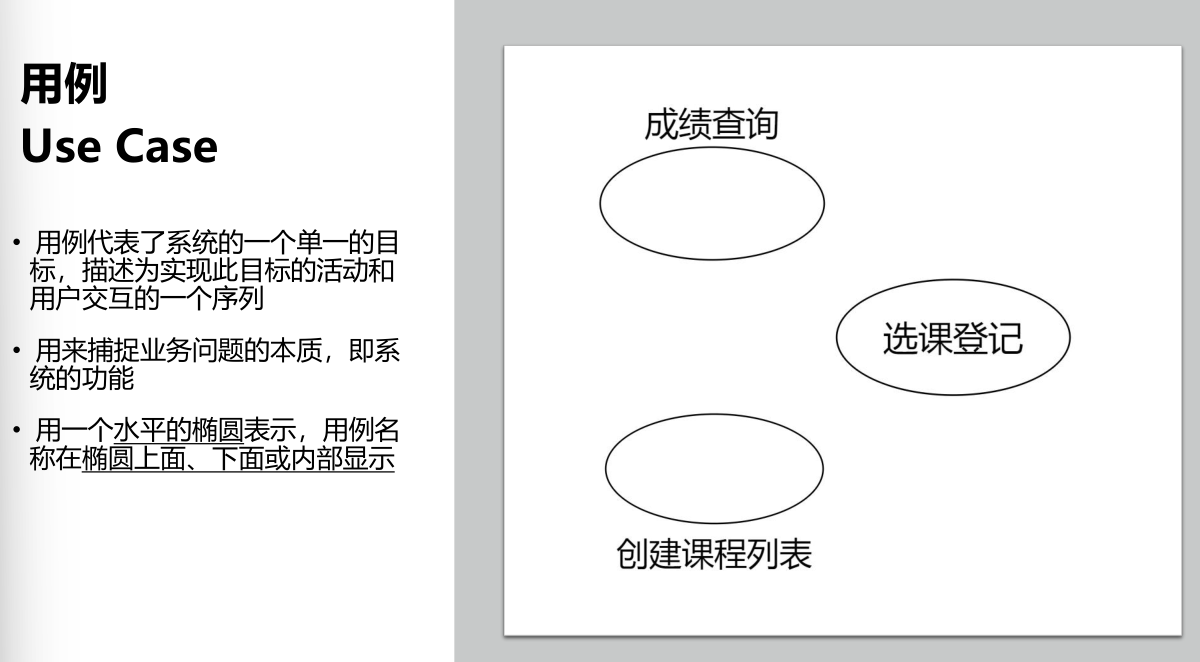 用例
Use Case
• 用例代表了系统的一个单一的目
标，描述为实现此目标的活动和
用户交互的一个序列
• 用来捕捉业务问题的本质，即系
统的功能
• 用一个水平的椭圆表示，用例名
称在椭圆上面、下面或内部显示
成绩查询
选课登记
创建课程列表